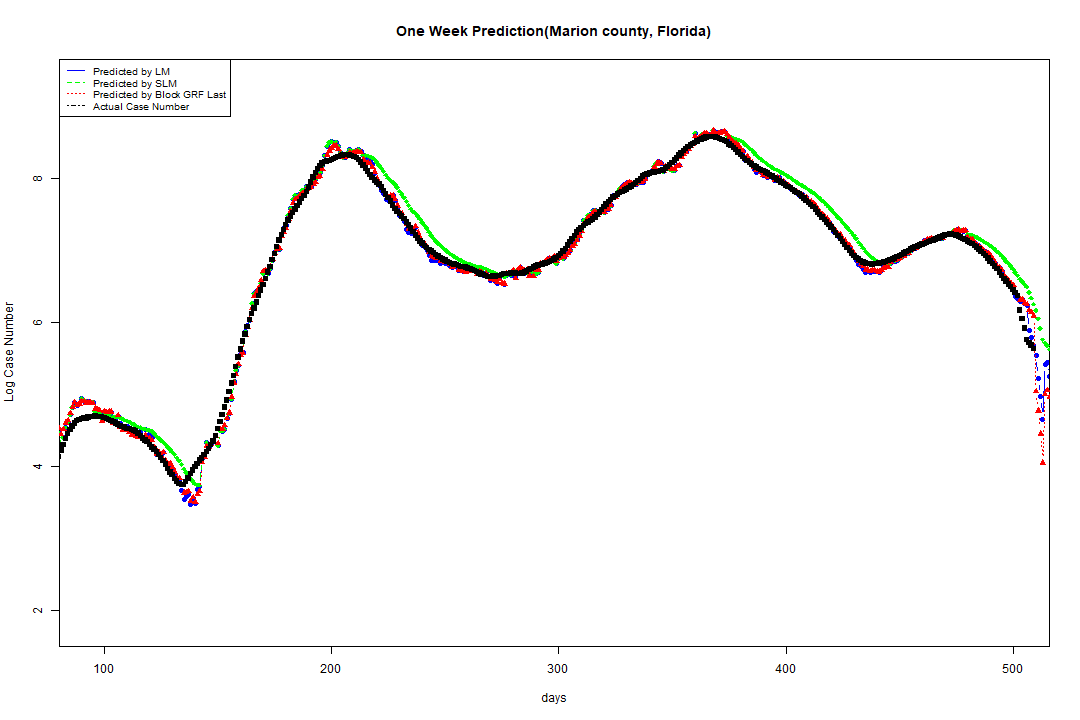 One Week Prediction(Marion county, Florida)
Predicted by LM
Predicted by SLM
Predicted by Block GRF Last
Actual Case Number
Log Case Number
8
6
4
2
100 200 300 400 500
days